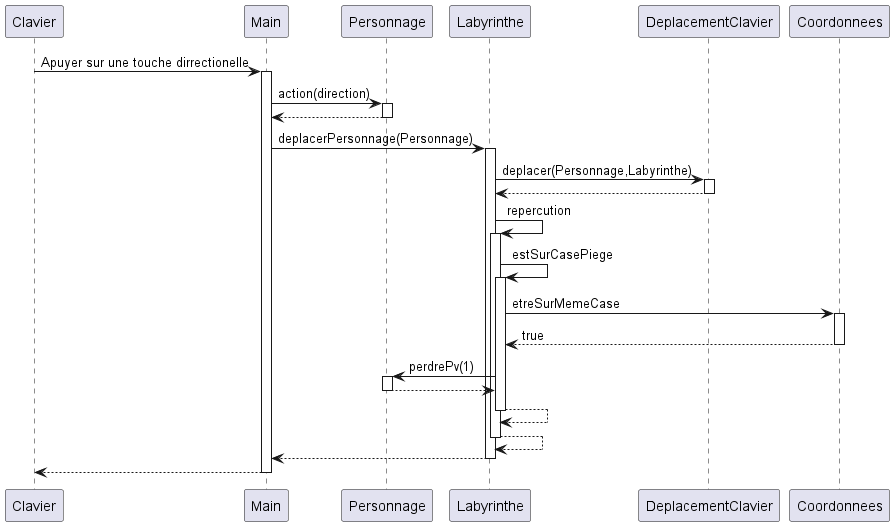 Clavier
Main
Personnage
Labyrinthe
DeplacementClavier
Coordonnees
Apuyer sur une touche dirrectionelle
action(direction)
deplacerPersonnage(Personnage)
deplacer(Personnage,Labyrinthe)
repercution
estSurCasePiege
etreSurMemeCase
true
perdrePv(1)
Clavier
Main
Personnage
Labyrinthe
DeplacementClavier
Coordonnees